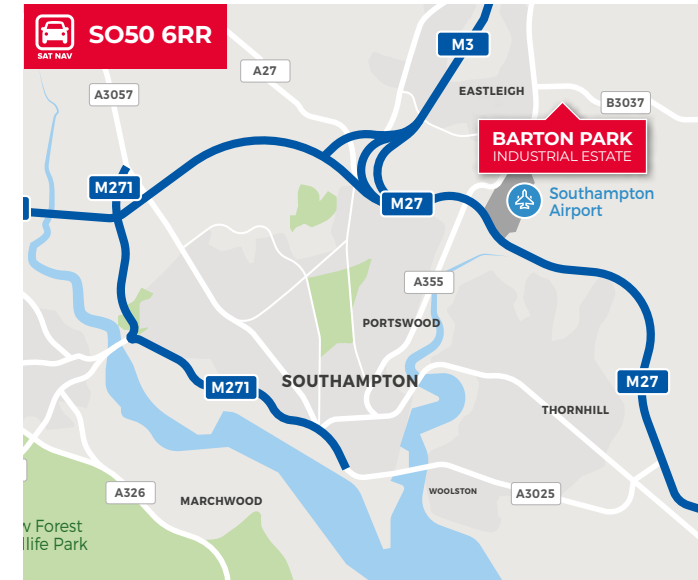 SAT NAV
SO50 6RR
M3
A27
EASTLEIGH
A3057
B3037
BARTON PARK
INDUSTRIAL ESTATE
M271
Southampton
Airport
M27
A355
PORTSWOOD
SOUTHAMPTON
M271
M27
THORNHILL
A326
MARCHWOOD
WOOLSTON
A3025
Forest
Park